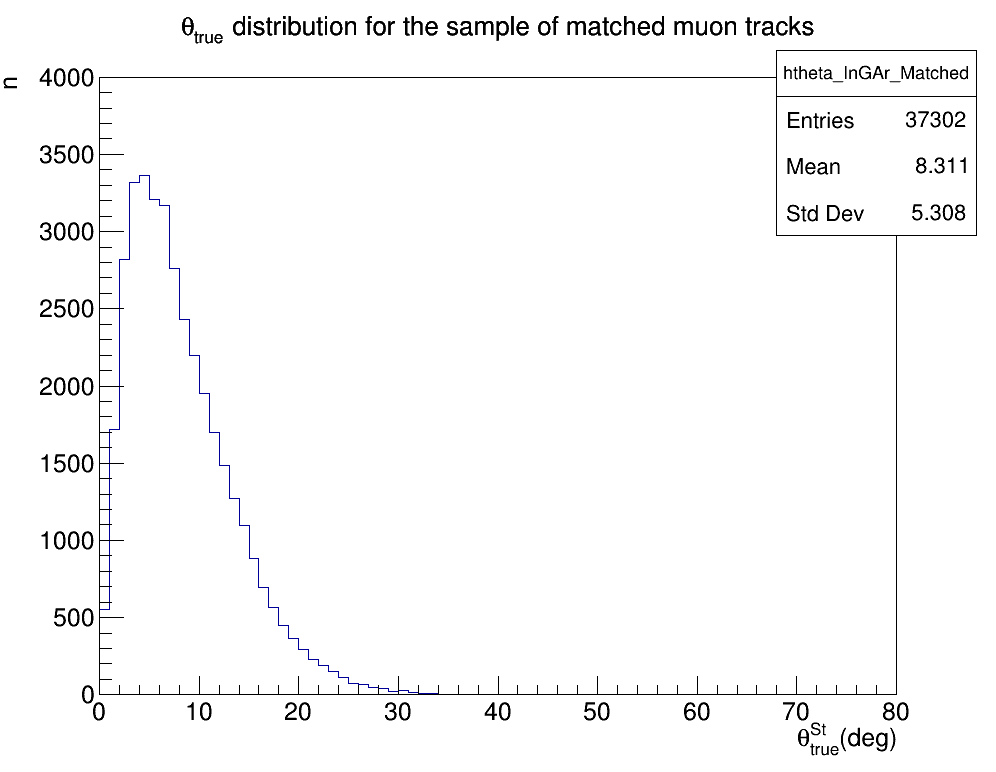 θtrue distribution for the sample of matched muon tracks
htheta_InGAr_Matched
Entries 37302
Mean 8.311
Std Dev 5.308
n
4000
3500
3000
2500
2000
1500
1000
500
0
0 10 20 30 40 50 60 70 80
θ^St_true(deg)